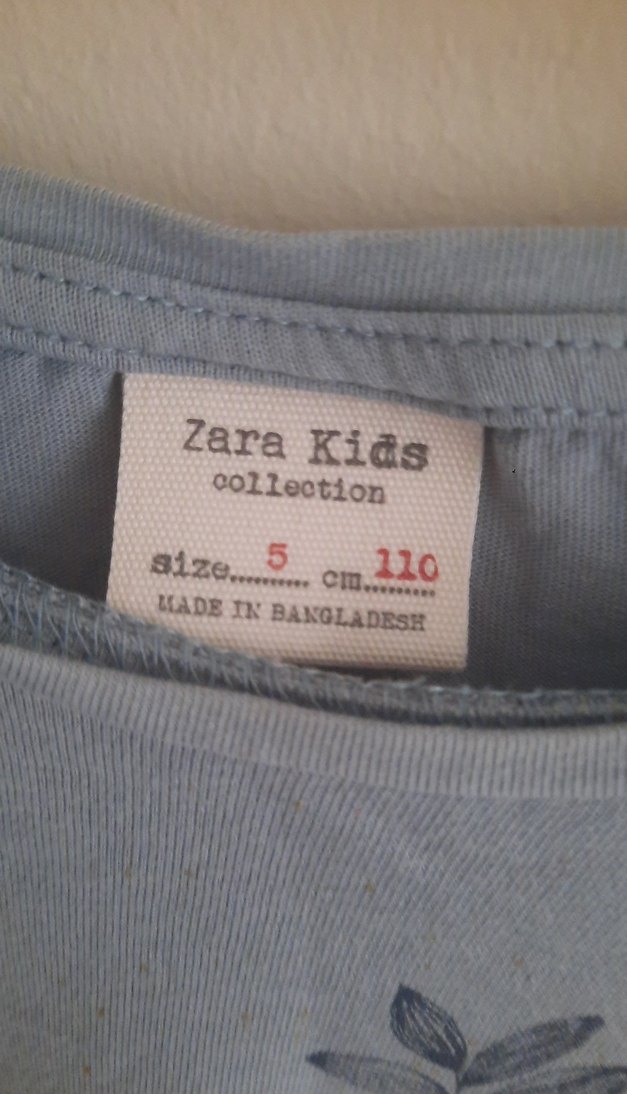 Zara Kids
collection
size.......... 5 cm.......... 110
MADE IN BANGLADESH